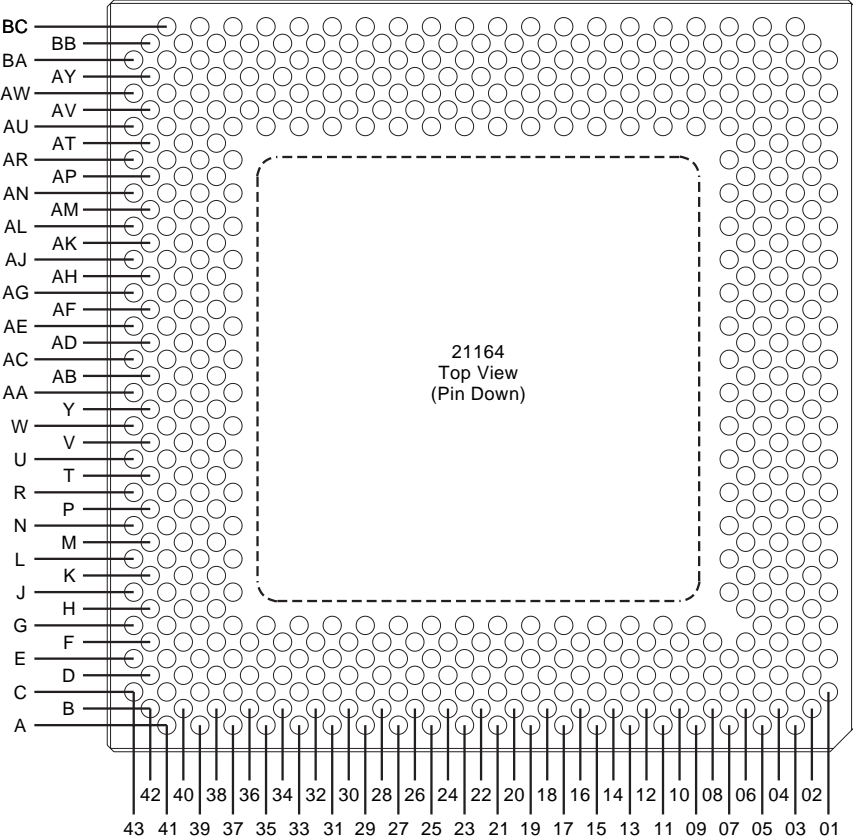 BC
BB
BA
AY
AW
AV
AU
AT
AR
AP
AN
AM
AL
AK
AJ
AH
AG
AF
AE
AD
AC
AB
AA
Y
W
V
U
T
R
P
N
M
L
K
J
H
G
F
E
D
C
B
A
21164
Top View
(Pin Down)
42 40 38 36 34 32 30 28 26 24 22 20 18 16 14 12 10 08 06 04 02
43 41 39 37 35 33 31 29 27 25 23 21 19 17 15 13 11 09 07 05 03 01